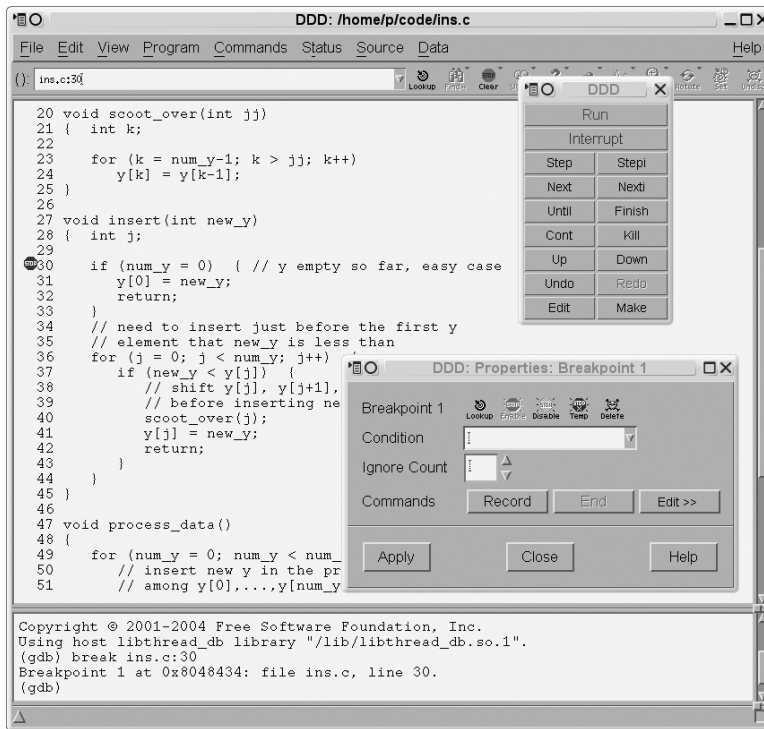 DDD: /home/p/code/ins.c
File Edit View Program Commands Status Source Data Help
(): ins.c:30
Lookup Find» Clear Rotate Set
DDD
Run
Interrupt
Step Stepi
Next Nexti
Until Finish
Cont Kill
Up Down
Undo Redo
Edit Make
20 void scoot_over(int jj)
21 { int k;
22
23 for (k = num_y-1; k > jj; k++)
24 y[k] = y[k-1];
25 }
26
27 void insert(int new_y)
28 { int j;
29
STOP 30 if (num_y = 0) { // y empty so far, easy case
31 y[0] = new_y;
32 return;
33 }
34 // need to insert just before the first y
35 // element that new_y is less than
36 for (j = 0; j < num_y; j++) {
37 if (new_y < y[j]) {
38 // shift y[j], y[j+1],
39 // before inserting ne
40 scoot_over(j);
41 y[j] = new_y;
42 return;
43 }
44 }
45 }
46
47 void process_data()
48 {
49 for (num_y = 0; num_y < num_
50 // insert new y in the pr
51 // among y[0],...,y[num_y
DDD: Properties: Breakpoint 1
Breakpoint 1 Lookup Enable Disable Temp Delete
Condition
Ignore Count
Commands Record End Edit >>
Apply Close Help
Copyright © 2001-2004 Free Software Foundation, Inc.
Using host libthread_db library "/lib/libthread_db.so.1".
(gdb) break ins.c:30
Breakpoint 1 at 0x8048434: file ins.c, line 30.
(gdb)